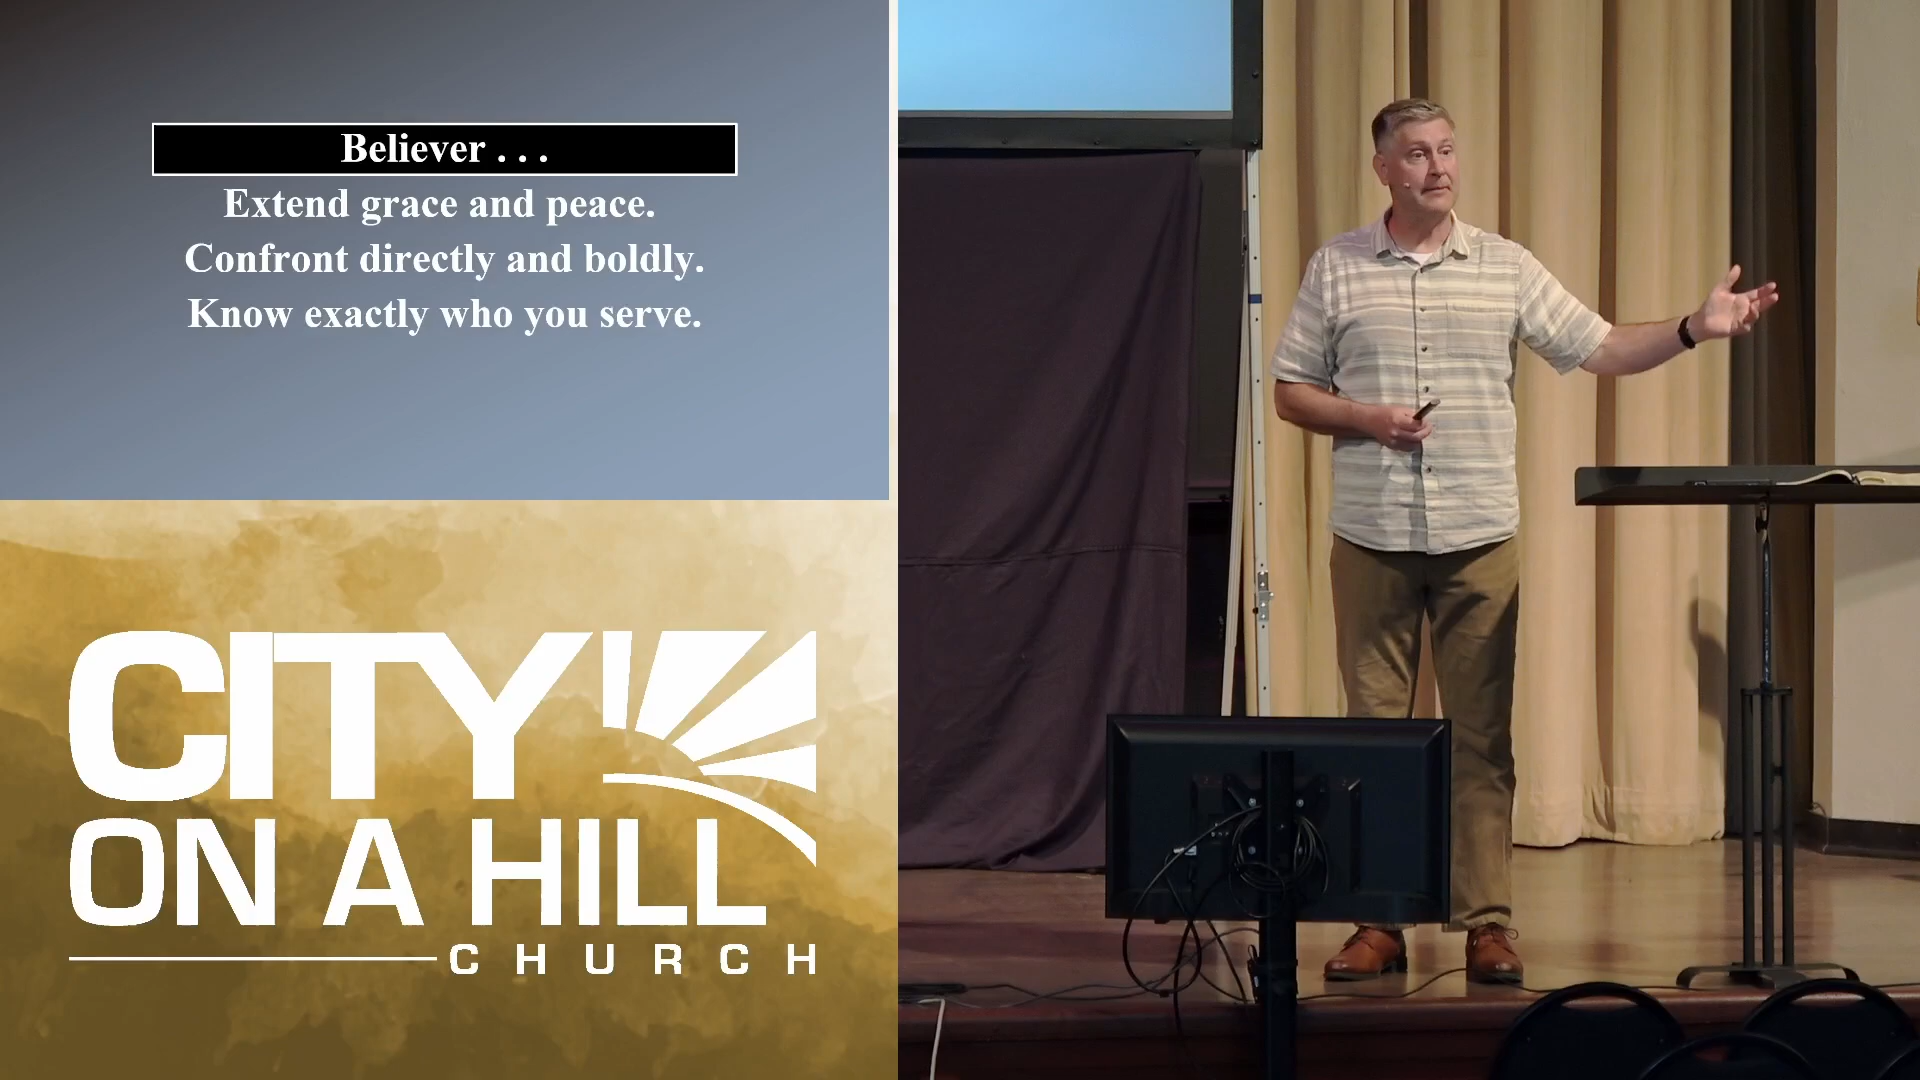 Believer . . .
Extend grace and peace.
Confront directly and boldly.
Know exactly who you serve.
CITY
ON A HILL
CHURCH